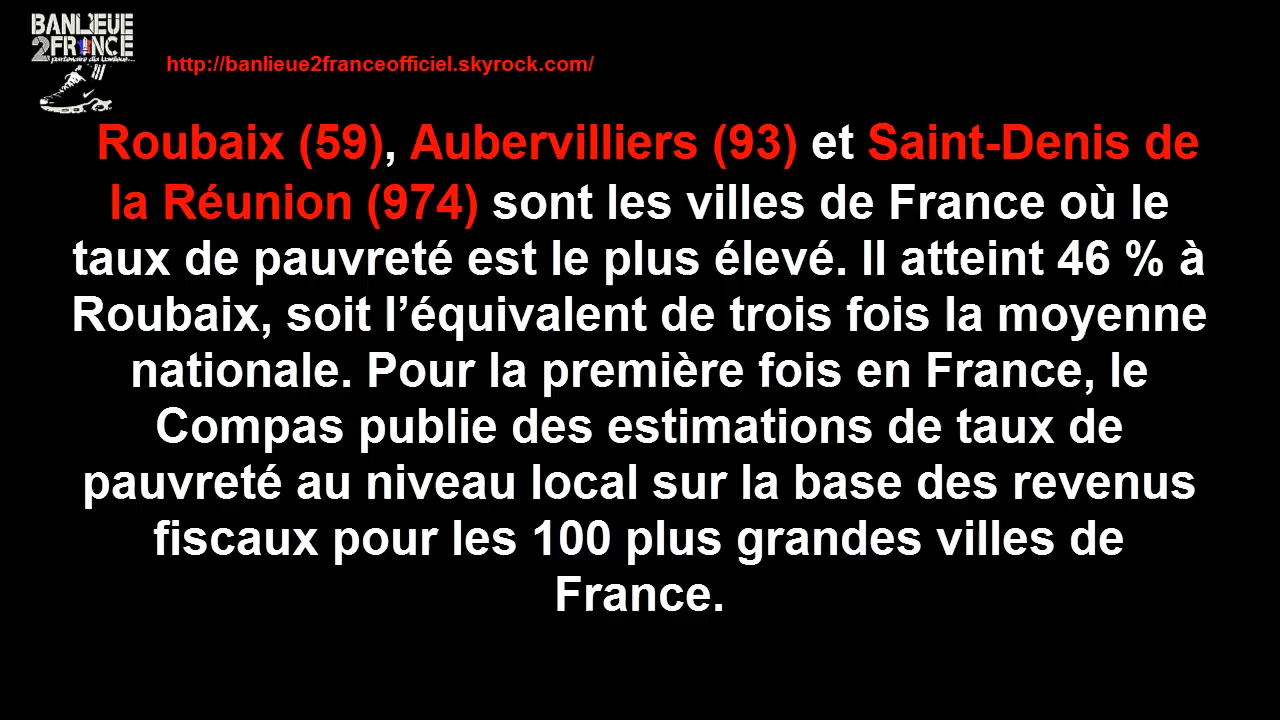 BANLIEUE
2FRANCE
partenaire dla banlieue...
http://banlieue2franceofficiel.skyrock.com/
Roubaix (59), Aubervilliers (93) et Saint-Denis de
la Réunion (974) sont les villes de France où le
taux de pauvreté est le plus élevé. Il atteint 46 % à
Roubaix, soit l’équivalent de trois fois la moyenne
nationale. Pour la première fois en France, le
Compas publie des estimations de taux de
pauvreté au niveau local sur la base des revenus
fiscaux pour les 100 plus grandes villes de
France.